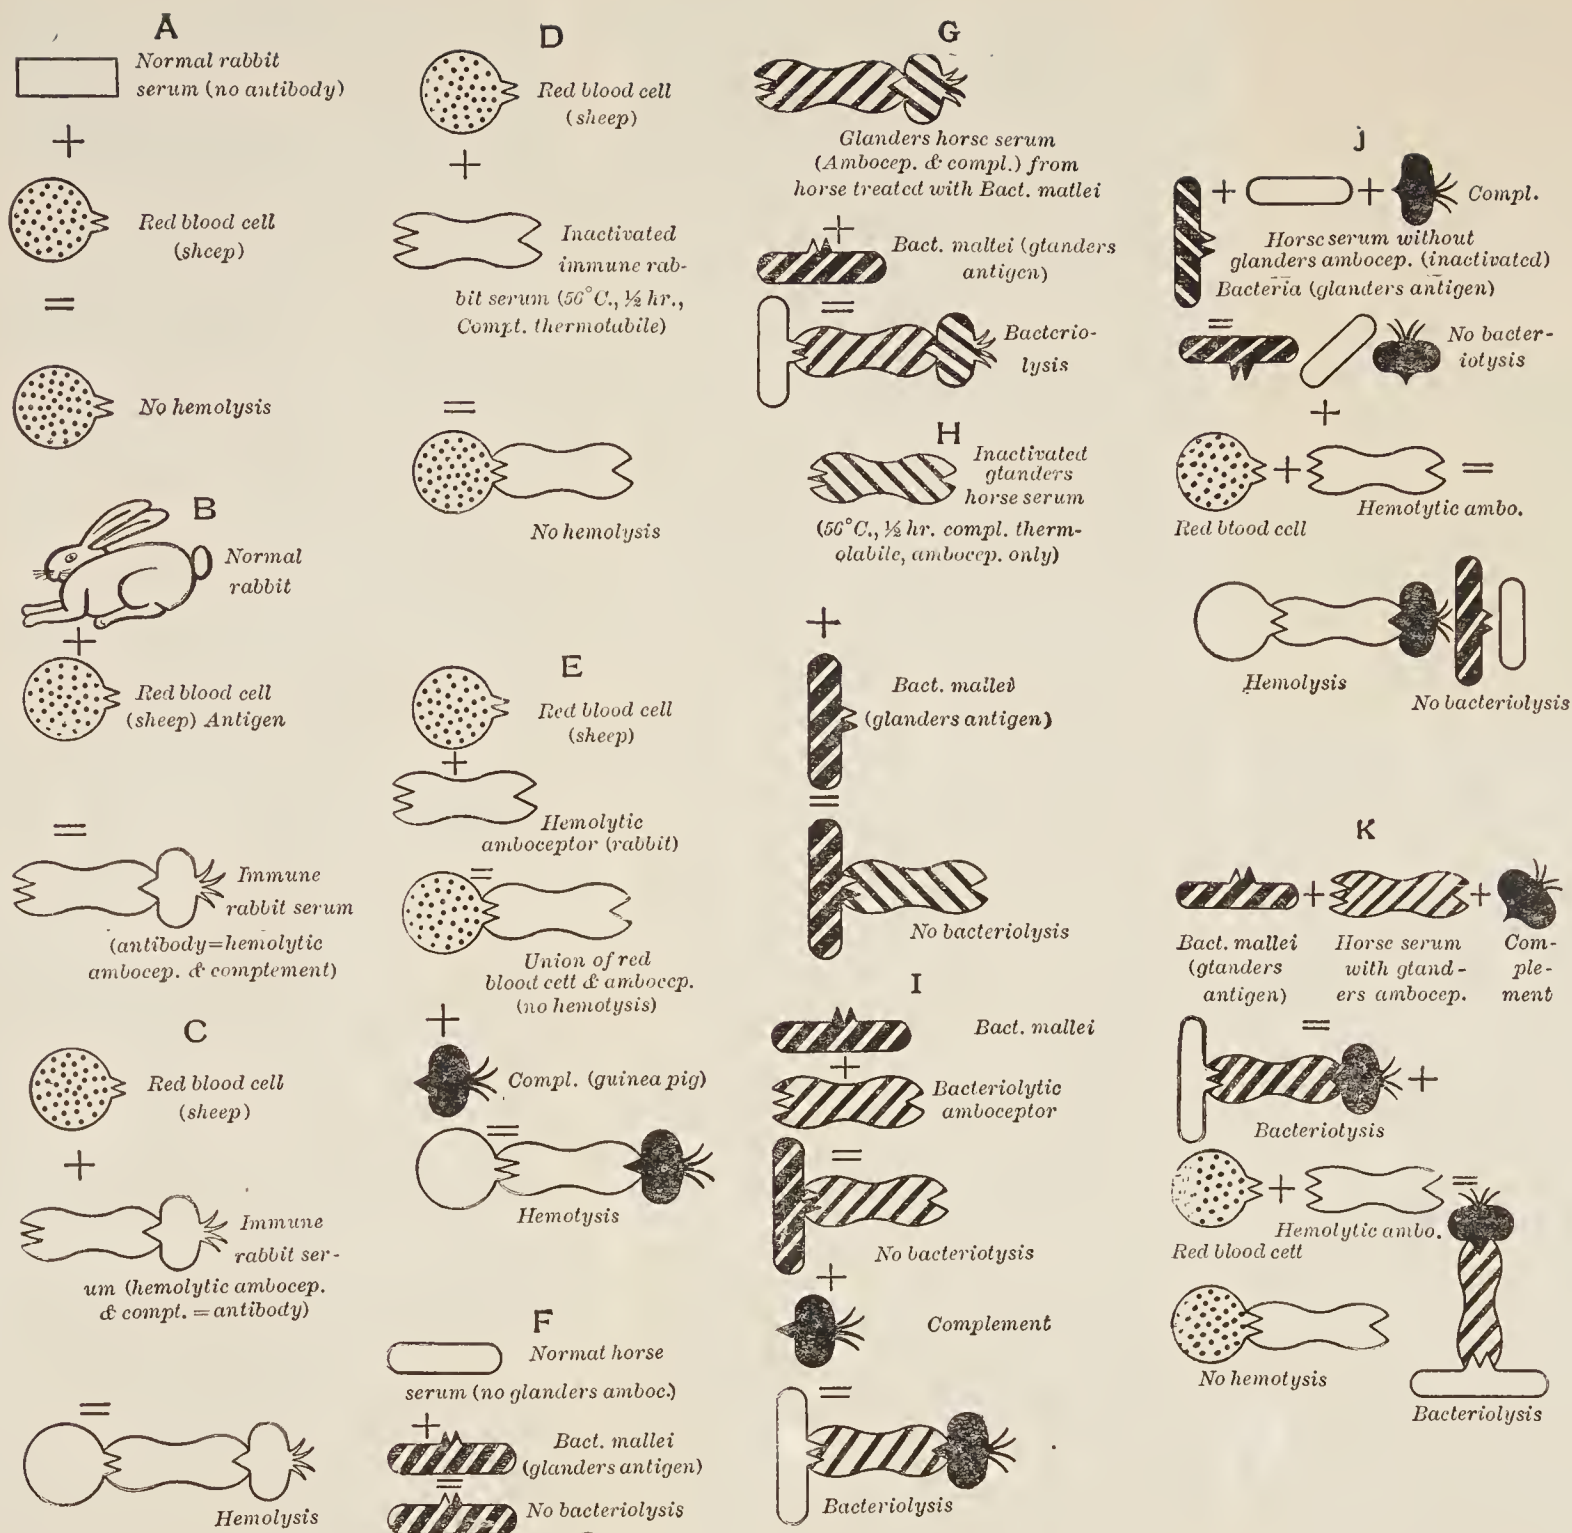 A
Normal rabbit
serum (no antibody)
+
Red blood cell
(sheep)
=
No hemolysis
B
Normal
rabbit
+
Red blood cell
(sheep) Antigen
=
Immune
rabbit serum
(antibody=hemolytic
ambocep. & complement)
C
Red blood cell
(sheep)
+
Immune
rabbit ser-
um (hemolytic ambocep.
& compl. = antibody)
=
Hemolysis
D
Red blood cell
(sheep)
+
Inactivated
immune rab-
bit serum (56°C., ½ hr.,
Compl. thermolabile)
=
No hemolysis
E
Red blood cell
(sheep)
+
Hemolytic
amboceptor (rabbit)
=
Union of red
blood cell & ambocep.
(no hemolysis)
+
Compl. (guinea pig)
=
Hemolysis
F
Normal horse
serum (no glanders amboc.)
+
Bact. mallei
(glanders antigen)
=
No bacteriolysis
G
Glanders horse serum
(Ambocep. & compl.) from
horse treated with Bact. mallei
+
Bact. mallei (glanders
antigen)
=
Bacterio-
lysis
H
Inactivated
glanders
horse serum
(56°C., ½ hr. compl. therm-
olabile, ambocep. only)
+
Bact. mallei
(glanders antigen)
=
No bacteriolysis
I
Bact. mallei
+
Bacteriolytic
amboceptor
=
No bacteriolysis
+
Complement
=
Bacteriolysis
J
+ + Compl.
Horse serum without
glanders ambocep. (inactivated)
Bacteria (glanders antigen)
=
No bacter-
iolysis
+
+ =
Hemolytic ambo.
Red blood cell
Hemolysis
No bacteriolysis
K
+ +
Bact. mallei Horse serum Com-
(glanders with gland- ple-
antigen) ers ambocep. ment
=
+
Bacteriolysis
+ =
Hemolytic ambo.
Red blood cell
No hemolysis
Bacteriolysis